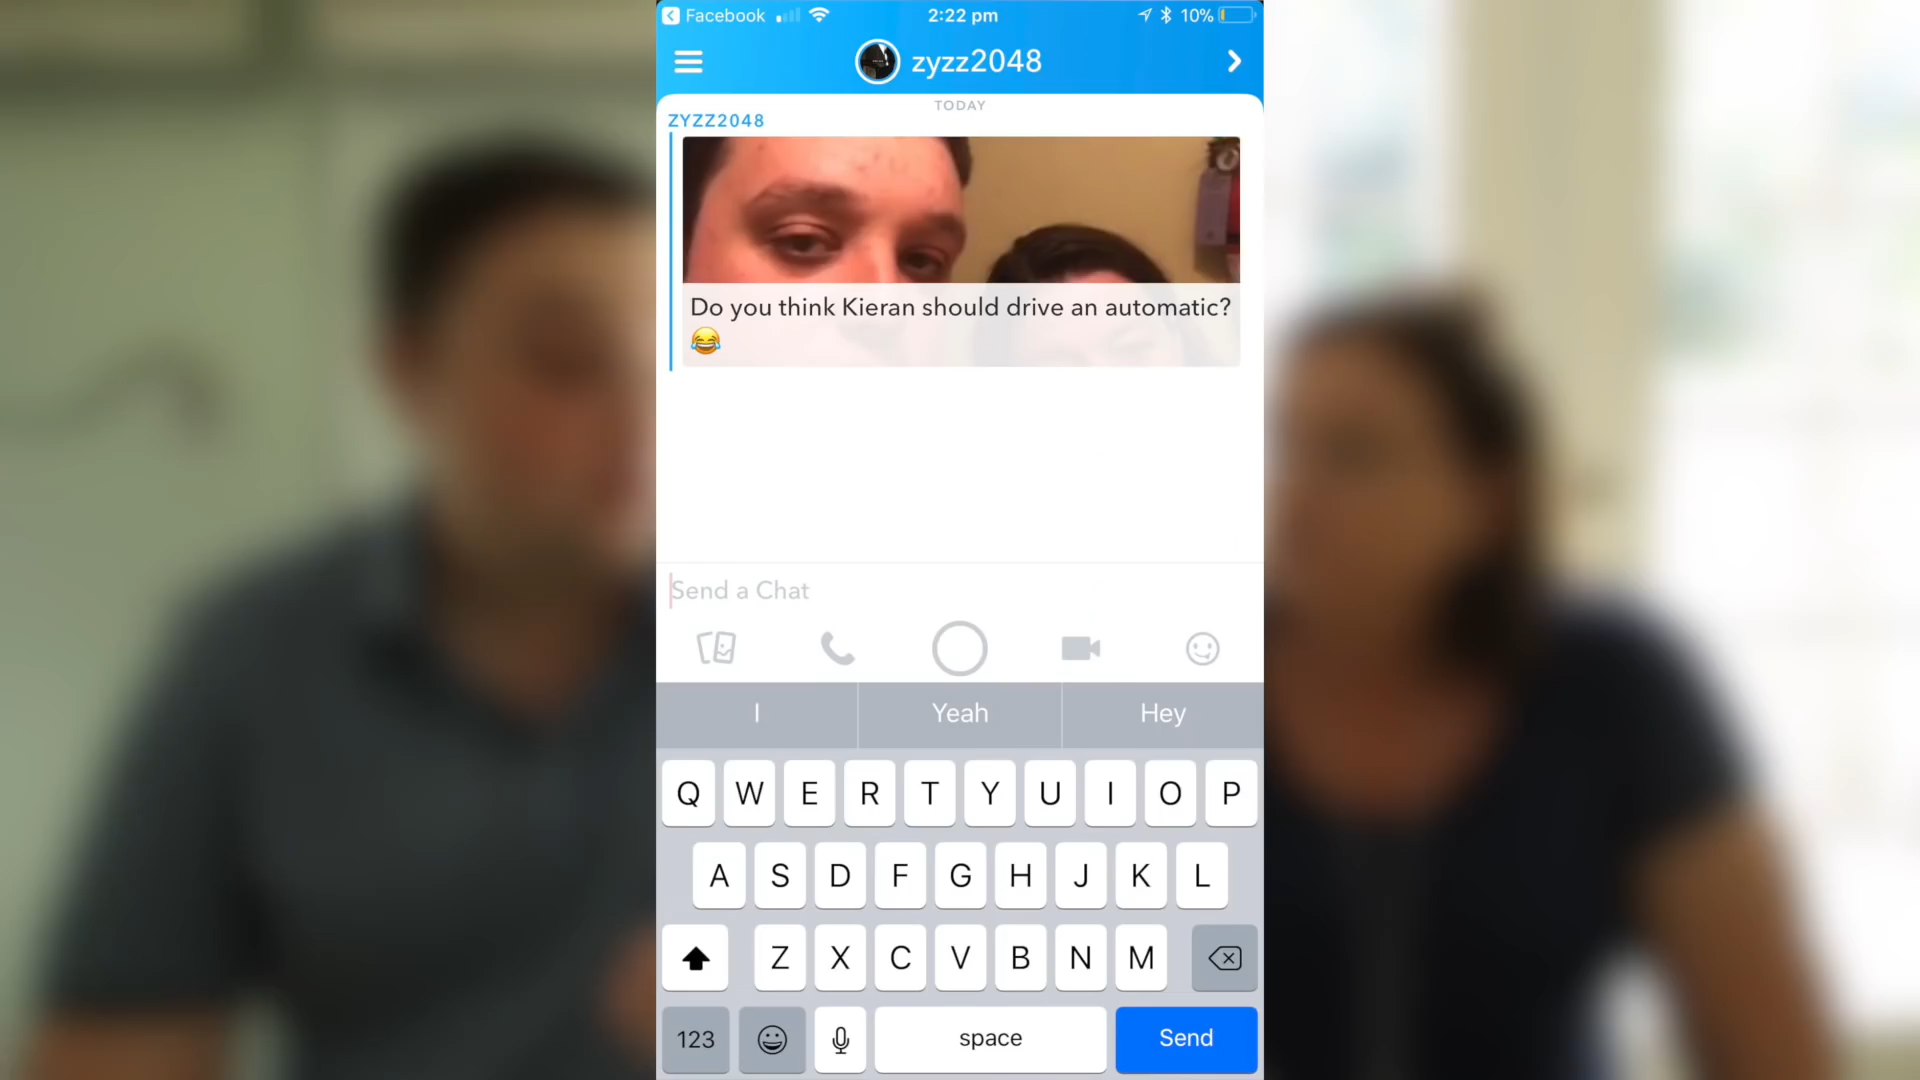 Facebook 2:22 pm 10%
zyzz2048
TODAY
ZYZZ2048
Do you think Kieran should drive an automatic?
😂
Send a Chat
I Yeah Hey
Q W E R T Y U I O P
A S D F G H J K L
Z X C V B N M
123 space Send